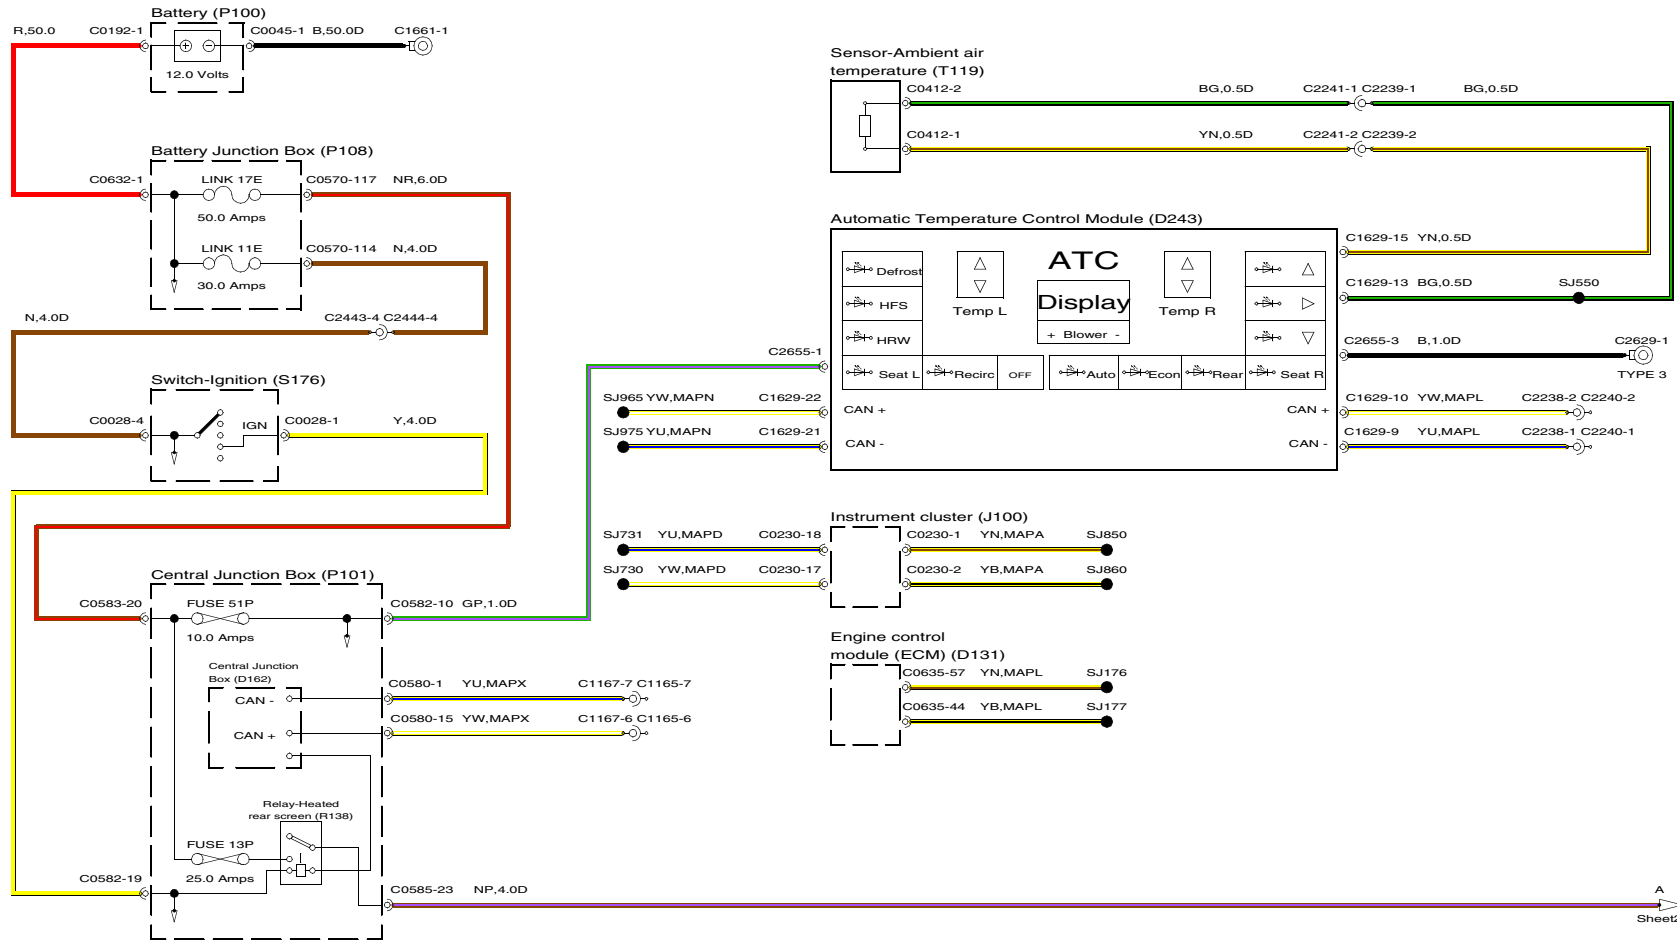 Battery (P100)
R,50.0 C0192-1 C0045-1 B,50.0D C1661-1
12.0 Volts
Battery Junction Box (P108)
C0632-1 LINK 17E C0570-117 NR,6.0D
50.0 Amps
LINK 11E C0570-114 N,4.0D
30.0 Amps
N,4.0D C2443-4 C2444-4
Switch-Ignition (S176)
C0028-4 IGN C0028-1 Y,4.0D
Central Junction Box (P101)
C0583-20 FUSE 51P C0582-10 GP,1.0D
10.0 Amps
Central Junction
Box (D162)
CAN - C0580-1 YU,MAPX C1167-7 C1165-7
CAN + C0580-15 YW,MAPX C1167-6 C1165-6
Relay-Heated
rear screen (R138)
FUSE 13P
C0582-19 25.0 Amps
C0585-23 NP,4.0D
A
Sheet2
Sensor-Ambient air
temperature (T119)
C0412-2 BG,0.5D C2241-1 C2239-1 BG,0.5D
C0412-1 YN,0.5D C2241-2 C2239-2
Automatic Temperature Control Module (D243)
C1629-15 YN,0.5D
ATC
Defrost
C1629-13 BG,0.5D SJ550
HFS Temp L Display Temp R
+ Blower -
HRW
C2655-1
C2655-3 B,1.0D C2629-1
TYPE 3
Seat L Recirc OFF Auto Econ Rear Seat R
SJ965 YW,MAPN C1629-22 CAN + CAN + C1629-10 YW,MAPL C2238-2 C2240-2
SJ975 YU,MAPN C1629-21 CAN - CAN - C1629-9 YU,MAPL C2238-1 C2240-1
Instrument cluster (J100)
SJ731 YU,MAPD C0230-18 C0230-1 YN,MAPA SJ850
SJ730 YW,MAPD C0230-17 C0230-2 YB,MAPA SJ860
Engine control
module (ECM) (D131)
C0635-57 YN,MAPL SJ176
C0635-44 YB,MAPL SJ177